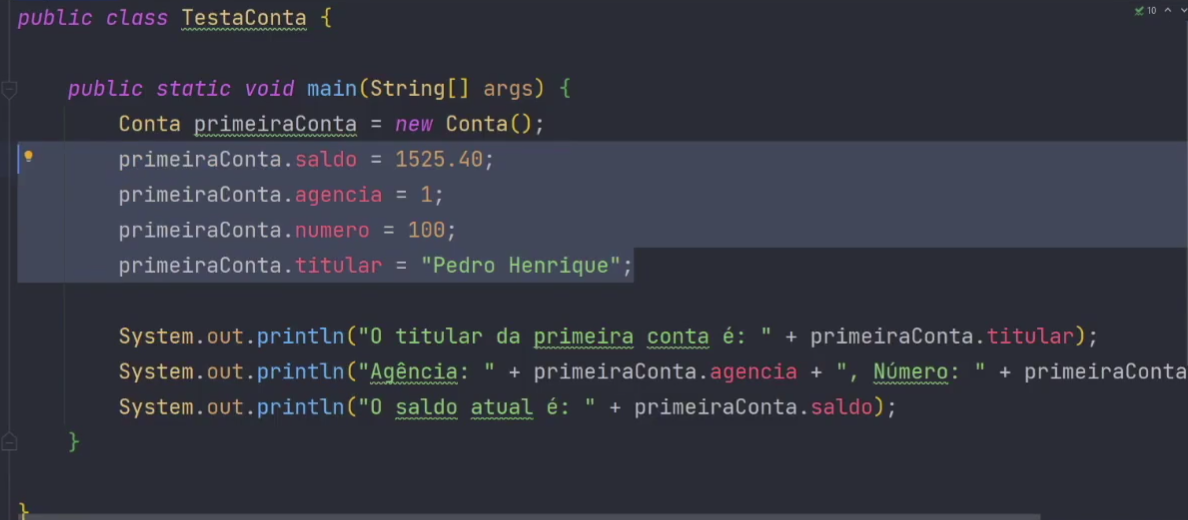 public class TestaConta {
10
public static void main(String[] args) {
Conta primeiraConta = new Conta();
primeiraConta.saldo = 1525.40;
primeiraConta.agencia = 1;
primeiraConta.numero = 100;
primeiraConta.titular = "Pedro Henrique";
System.out.println("O titular da primeira conta é: " + primeiraConta.titular);
System.out.println("Agência: " + primeiraConta.agencia + ", Número: " + primeiraConta
System.out.println("O saldo atual é: " + primeiraConta.saldo);
}
}